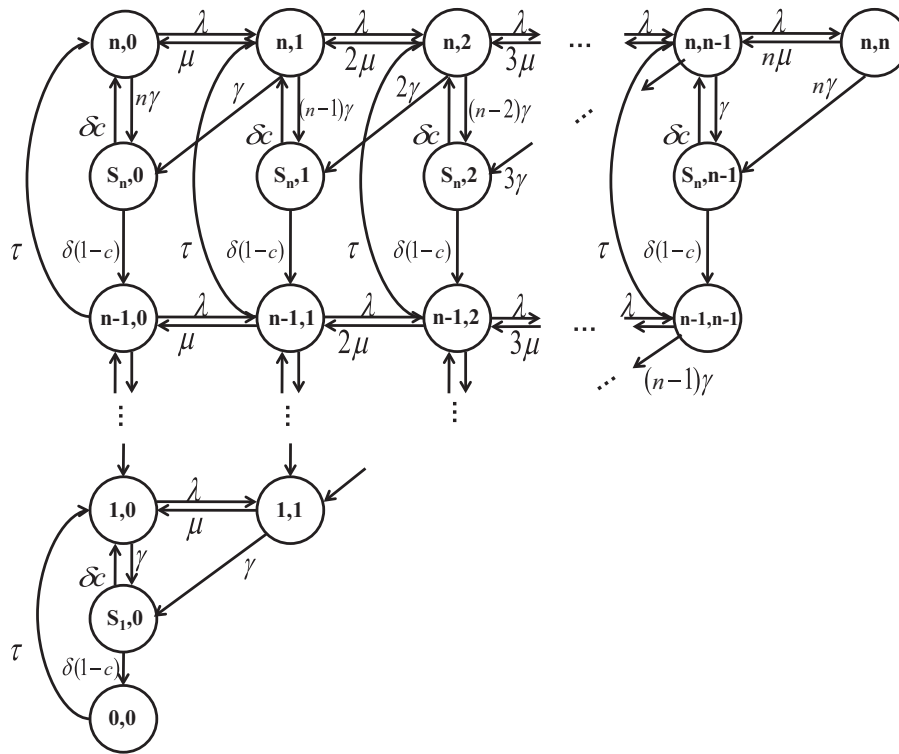 λ λ λ λ λ
n,0 n,1 n,2 ... n,n-1 n,n
μ 2μ 3μ nμ
nγ γ (n−1)γ 2γ (n−2)γ ... γ nγ
δc δc δc δc
S_n,0 S_n,1 S_n,2 3γ S_n,n-1
τ δ(1−c) τ δ(1−c) τ δ(1−c) δ(1−c)
λ λ λ λ
n-1,0 n-1,1 n-1,2 ... n-1,n-1
μ 2μ 3μ
... (n−1)γ
... ... ...
λ
1,0 1,1
μ
δc γ γ
S_1,0
τ δ(1−c)
0,0